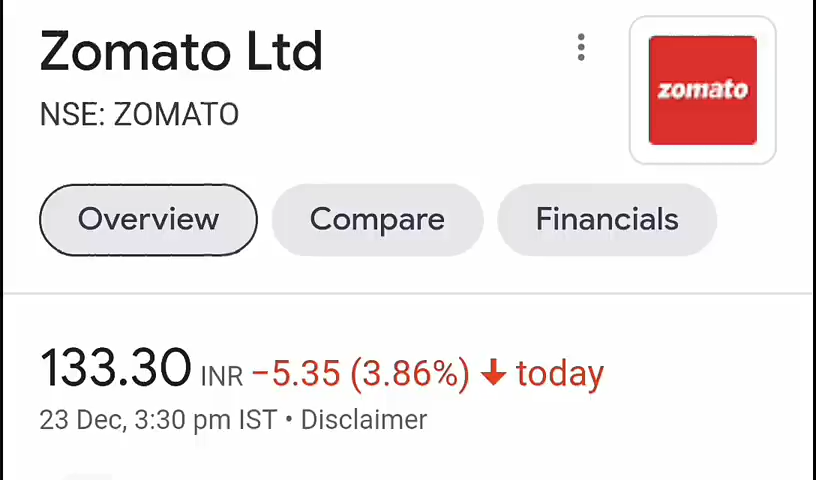 Zomato Ltd
zomato
NSE: ZOMATO
Overview Compare Financials
133.30 INR −5.35 (3.86%) ↓ today
23 Dec, 3:30 pm IST • Disclaimer